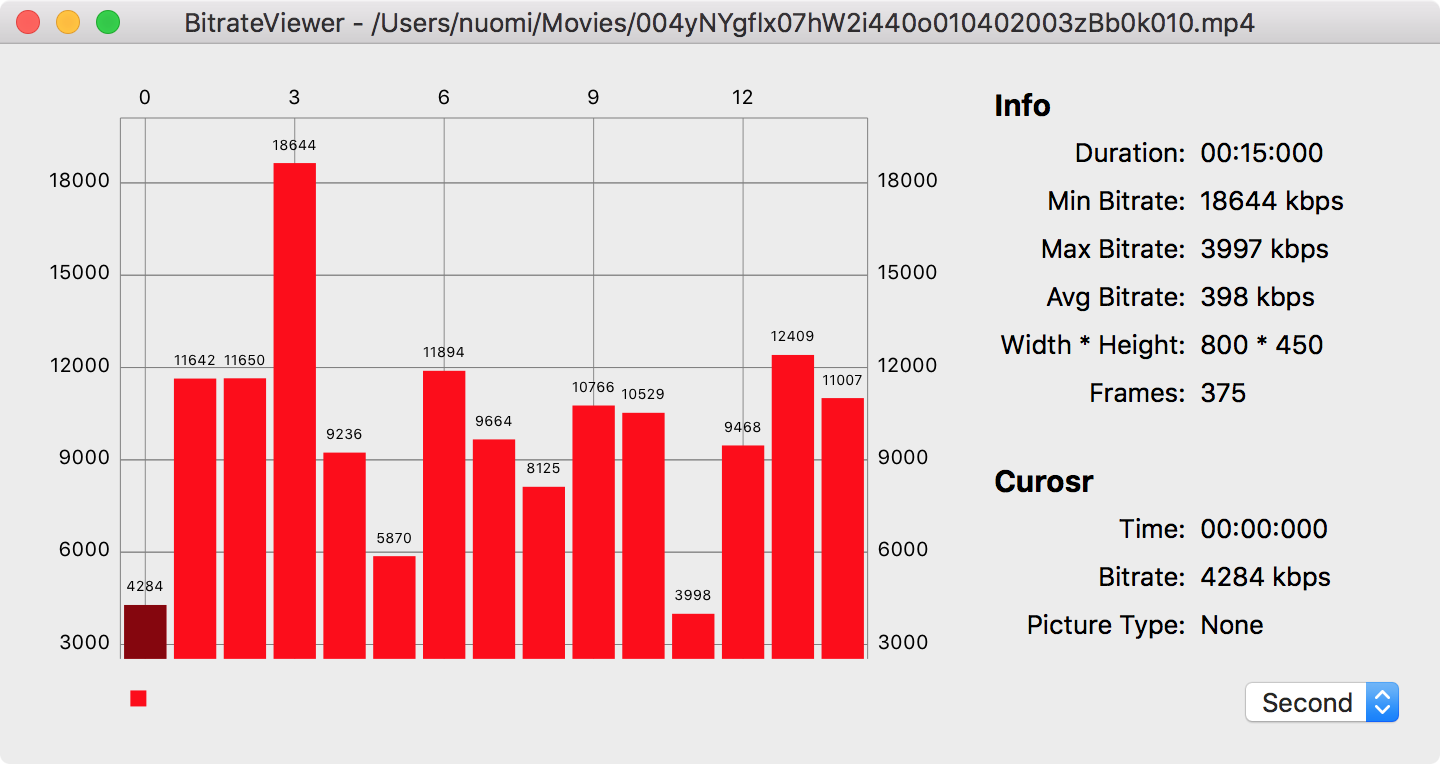 BitrateViewer - /Users/nuomi/Movies/004yNYgflx07hW2i440o010402003zBb0k010.mp4
0 3 6 9 12
18644
18000 18000
15000 15000
12409
12000 12000
11642 11650 11894 11007
10766 10529
9236 9664 9468
9000 9000
8125
6000 6000
5870
4284 3998
3000 3000
Info
Duration: 00:15:000
Min Bitrate: 18644 kbps
Max Bitrate: 3997 kbps
Avg Bitrate: 398 kbps
Width * Height: 800 * 450
Frames: 375
Curosr
Time: 00:00:000
Bitrate: 4284 kbps
Picture Type: None
Second